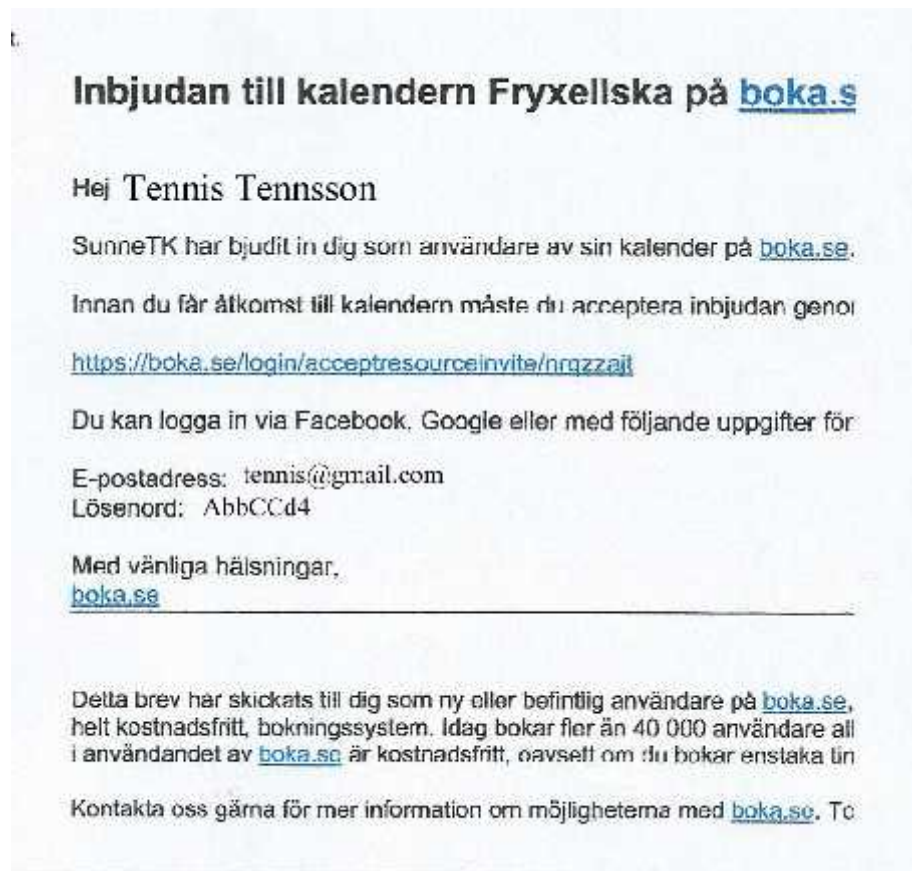 t.
Inbjudan till kalendern Fryxellska på boka.s
Hej Tennis Tennsson
SunneTK har bjudit in dig som användare av sin kalender på boka.se.
Innan du får åtkomst till kalendern måste du acceptera inbjudan genom
https://boka.se/login/acceptresourceinvite/nrqzzajt
Du kan logga in via Facebook, Google eller med följande uppgifter för
E-postadress: tennis@gmail.com
Lösenord: AbbCCd4
Med vänliga hälsningar,
boka.se
Detta brev har skickats till dig som ny eller befintlig användare på boka.se,
helt kostnadsfritt, bokningssystem. Idag bokar fler än 40 000 användare all
i användandet av boka.se är kostnadsfritt, oavsett om du bokar enstaka tin
Kontakta oss gärna för mer information om möjligheterna med boka.se. To